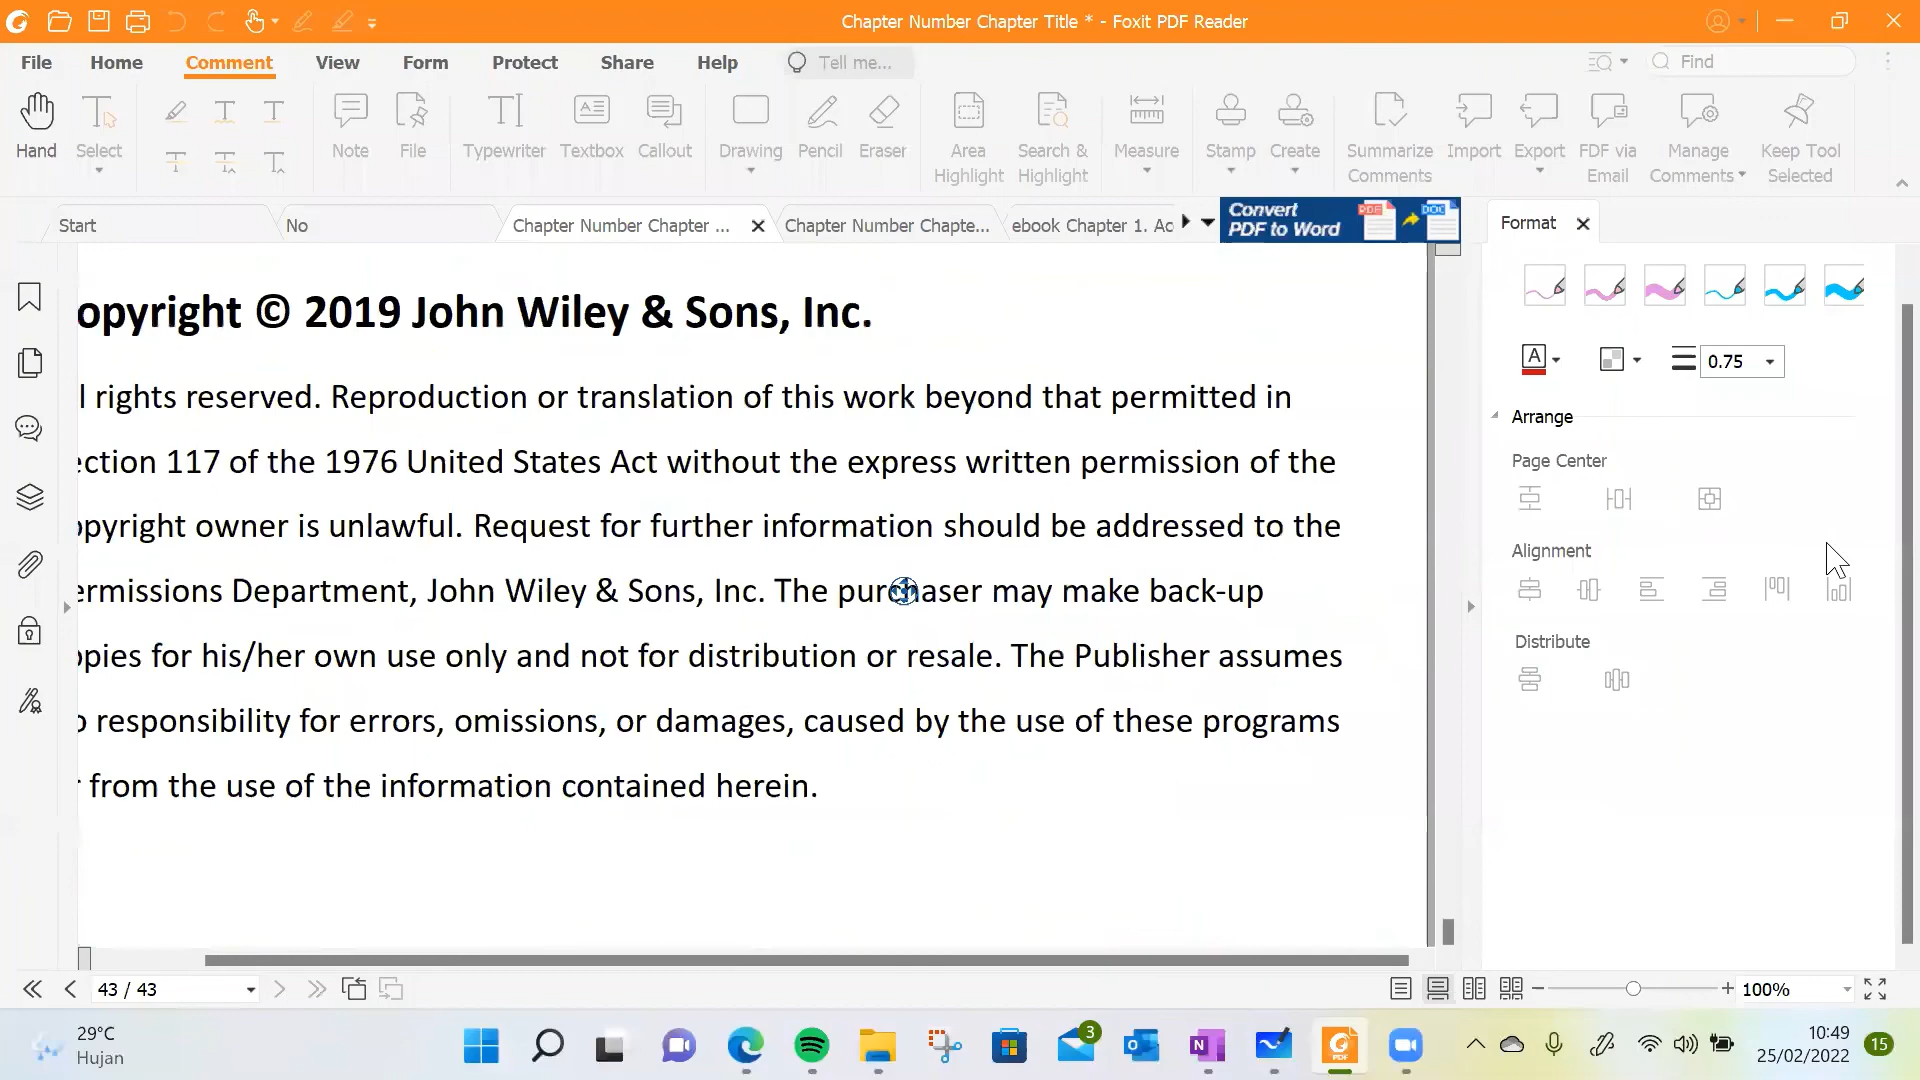 Chapter Number Chapter Title * - Foxit PDF Reader
File Home Comment View Form Protect Share Help Tell me... Find
Hand Select Note File Typewriter Textbox Callout Drawing Pencil Eraser Area Highlight Search & Highlight Measure Stamp Create Summarize Comments Import Export FDF via Email Manage Comments Keep Tool Selected
Start No Chapter Number Chapter ... Chapter Number Chapte... ebook Chapter 1. Ac
Convert PDF to Word PDF DOC
Format
opyright © 2019 John Wiley & Sons, Inc.
l rights reserved. Reproduction or translation of this work beyond that permitted in
ection 117 of the 1976 United States Act without the express written permission of the
opyright owner is unlawful. Request for further information should be addressed to the
ermissions Department, John Wiley & Sons, Inc. The purchaser may make back-up
opies for his/her own use only and not for distribution or resale. The Publisher assumes
o responsibility for errors, omissions, or damages, caused by the use of these programs
r from the use of the information contained herein.
A 0.75
Arrange
Page Center
Alignment
Distribute
43 / 43
100%
29°C
Hujan
3
10:49
25/02/2022
15